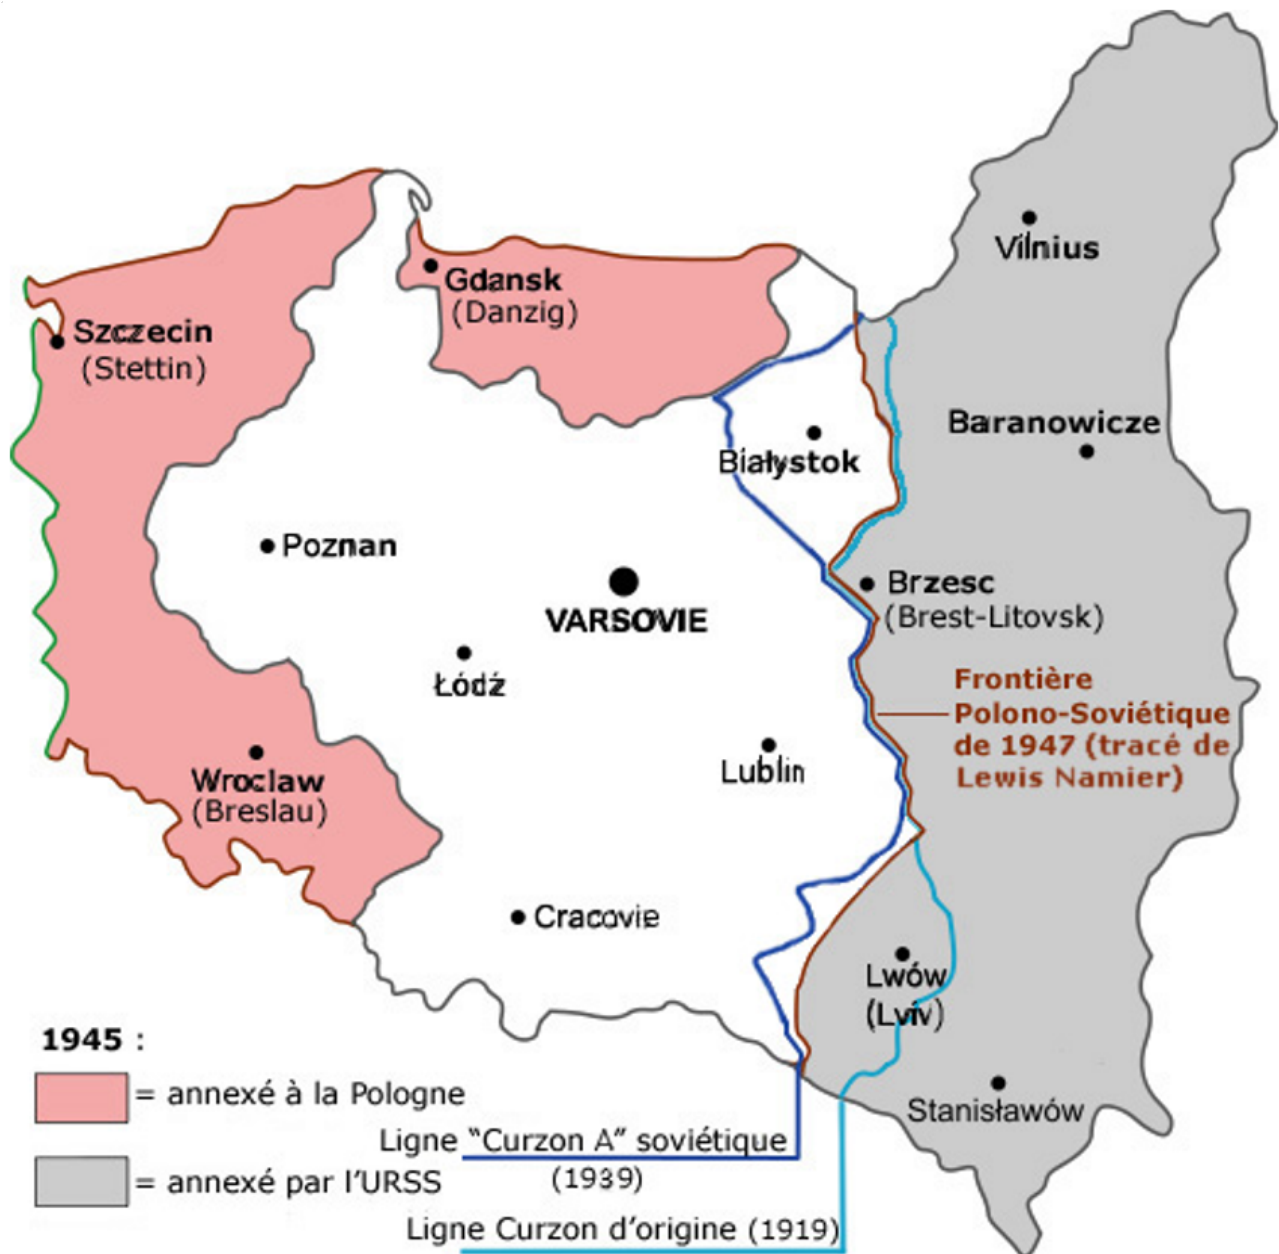 Vilnius
Gdansk
(Danzig)
Szczecin
(Stettin)
Baranowicze
Białystok
Poznan
Brzesc
(Brest-Litovsk)
VARSOVIE
Łódź
Frontière
Polono-Soviétique
de 1947 (tracé de
Lewis Namier)
Lublin
Wroclaw
(Breslau)
Cracovie
Lwów
(Lviv)
1945 :
= annexé à la Pologne
Stanisławów
Ligne “Curzon A” soviétique
(1939)
= annexé par l’URSS
Ligne Curzon d’origine (1919)